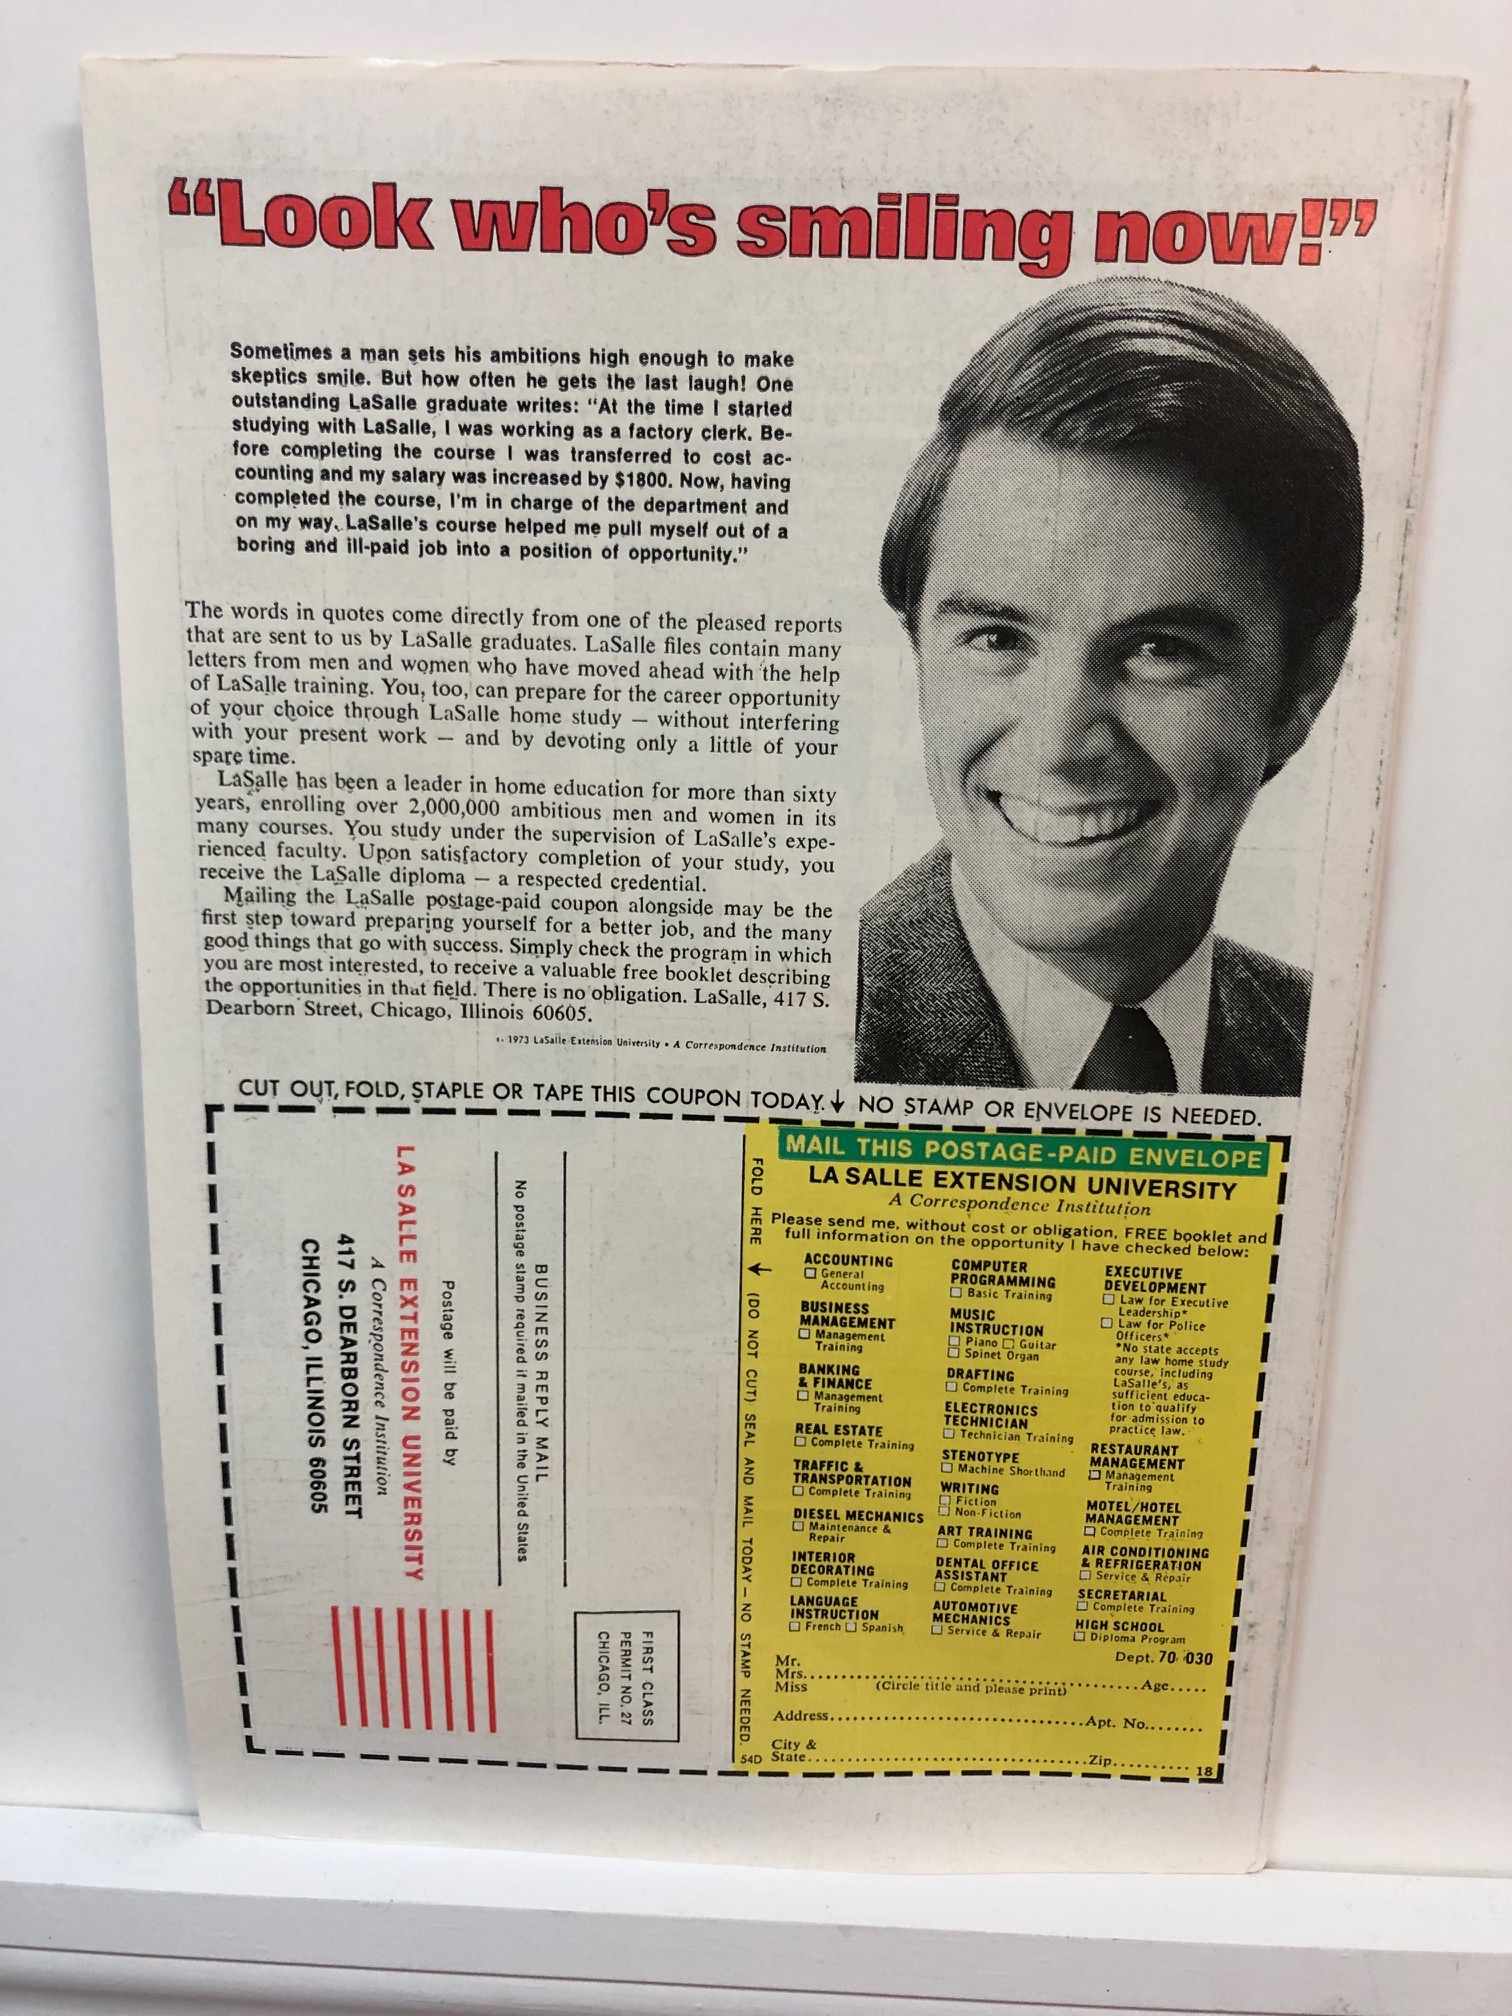 “Look who’s smiling now!”
Sometimes a man sets his ambitions high enough to make
skeptics smile. But how often he gets the last laugh! One
outstanding LaSalle graduate writes: “At the time I started
studying with LaSalle, I was working as a factory clerk. Be-
fore completing the course I was transferred to cost ac-
counting and my salary was increased by $1800. Now, having
completed the course, I’m in charge of the department and
on my way. LaSalle’s course helped me pull myself out of a
boring and ill-paid job into a position of opportunity.”
The words in quotes come directly from one of the pleased reports
that are sent to us by LaSalle graduates. LaSalle files contain many
letters from men and women who have moved ahead with the help
of LaSalle training. You, too, can prepare for the career opportunity
of your choice through LaSalle home study — without interfering
with your present work — and by devoting only a little of your
spare time.
LaSalle has been a leader in home education for more than sixty
years, enrolling over 2,000,000 ambitious men and women in its
many courses. You study under the supervision of LaSalle’s expe-
rienced faculty. Upon satisfactory completion of your study, you
receive the LaSalle diploma — a respected credential.
Mailing the LaSalle postage-paid coupon alongside may be the
first step toward preparing yourself for a better job, and the many
good things that go with success. Simply check the program in which
you are most interested, to receive a valuable free booklet describing
the opportunities in that field. There is no obligation. LaSalle, 417 S.
Dearborn Street, Chicago, Illinois 60605.
1973 LaSalle Extension University • A Correspondence Institution
CUT OUT, FOLD, STAPLE OR TAPE THIS COUPON TODAY.↓ NO STAMP OR ENVELOPE IS NEEDED.
FIRST CLASS
PERMIT NO. 27
CHICAGO, ILL.
BUSINESS REPLY MAIL
No postage stamp required if mailed in the United States
Postage will be paid by
LA SALLE EXTENSION UNIVERSITY
A Correspondence Institution
417 S. DEARBORN STREET
CHICAGO, ILLINOIS 60605
FOLD HERE → (DO NOT CUT) SEAL AND MAIL TODAY — NO STAMP NEEDED.
54D
MAIL THIS POSTAGE-PAID ENVELOPE
LA SALLE EXTENSION UNIVERSITY
A Correspondence Institution
Please send me, without cost or obligation, FREE booklet and
full information on the opportunity I have checked below:
ACCOUNTING
☐ General
Accounting
BUSINESS
MANAGEMENT
☐ Management
Training
BANKING
& FINANCE
☐ Management
Training
REAL ESTATE
☐ Complete Training
TRAFFIC &
TRANSPORTATION
☐ Complete Training
DIESEL MECHANICS
☐ Maintenance &
Repair
INTERIOR
DECORATING
☐ Complete Training
LANGUAGE
INSTRUCTION
☐ French ☐ Spanish
COMPUTER
PROGRAMMING
☐ Basic Training
MUSIC
INSTRUCTION
☐ Piano ☐ Guitar
☐ Spinet Organ
DRAFTING
☐ Complete Training
ELECTRONICS
TECHNICIAN
☐ Technician Training
STENOTYPE
☐ Machine Shorthand
WRITING
☐ Fiction
☐ Non-Fiction
ART TRAINING
☐ Complete Training
DENTAL OFFICE
ASSISTANT
☐ Complete Training
AUTOMOTIVE
MECHANICS
☐ Service & Repair
EXECUTIVE
DEVELOPMENT
☐ Law for Executive
Leadership*
☐ Law for Police
Officers*
*No state accepts
any law home study
course, including
LaSalle’s, as
sufficient educa-
tion to qualify
for admission to
practice law.
RESTAURANT
MANAGEMENT
☐ Management
Training
MOTEL/HOTEL
MANAGEMENT
☐ Complete Training
AIR CONDITIONING
& REFRIGERATION
☐ Service & Repair
SECRETARIAL
☐ Complete Training
HIGH SCHOOL
☐ Diploma Program
Dept. 70-030
Mr.
Mrs. Age
Miss (Circle title and please print)
Address Apt. No.
City &
State Zip
18